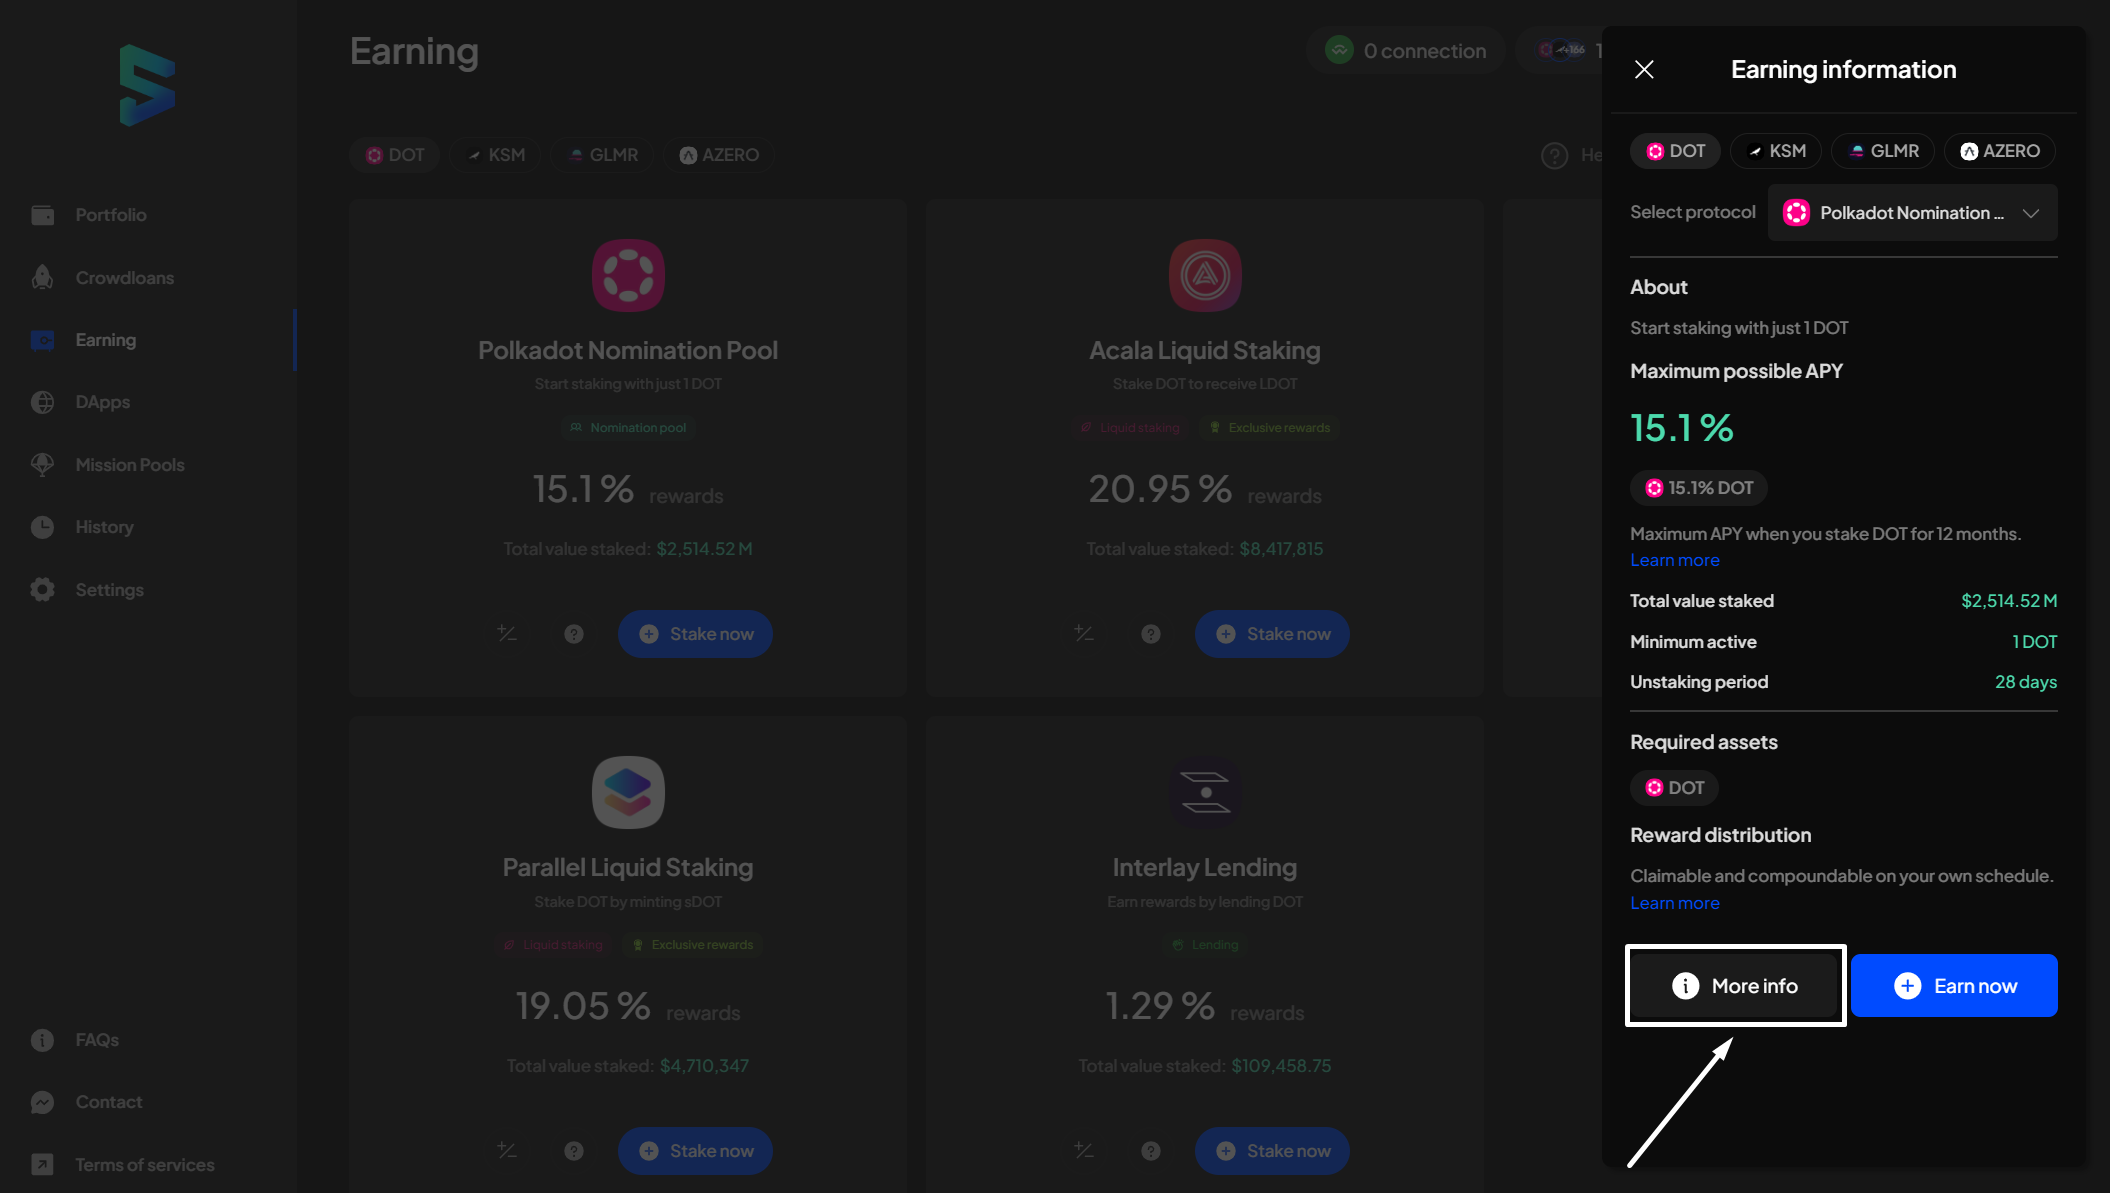 Earning
0 connection
+166
Earning information
DOT
KSM
GLMR
AZERO
DOT
KSM
GLMR
AZERO
Select protocol
Polkadot Nomination ...
Portfolio
Crowdloans
Earning
DApps
Mission Pools
History
Settings
FAQs
Contact
Terms of services
Polkadot Nomination Pool
Start staking with just 1 DOT
Nomination pool
15.1 % rewards
Total value staked: $2,514.52 M
Stake now
Acala Liquid Staking
Stake DOT to receive LDOT
Liquid staking
Exclusive rewards
20.95 % rewards
Total value staked: $8,417,815
Stake now
Parallel Liquid Staking
Stake DOT by minting sDOT
Liquid staking
Exclusive rewards
19.05 % rewards
Total value staked: $4,710,347
Stake now
Interlay Lending
Earn rewards by lending DOT
Lending
1.29 % rewards
Total value staked: $109,458.75
Stake now
About
Start staking with just 1 DOT
Maximum possible APY
15.1 %
15.1% DOT
Maximum APY when you stake DOT for 12 months.
Learn more
Total value staked $2,514.52 M
Minimum active 1 DOT
Unstaking period 28 days
Required assets
DOT
Reward distribution
Claimable and compoundable on your own schedule.
Learn more
More info
Earn now